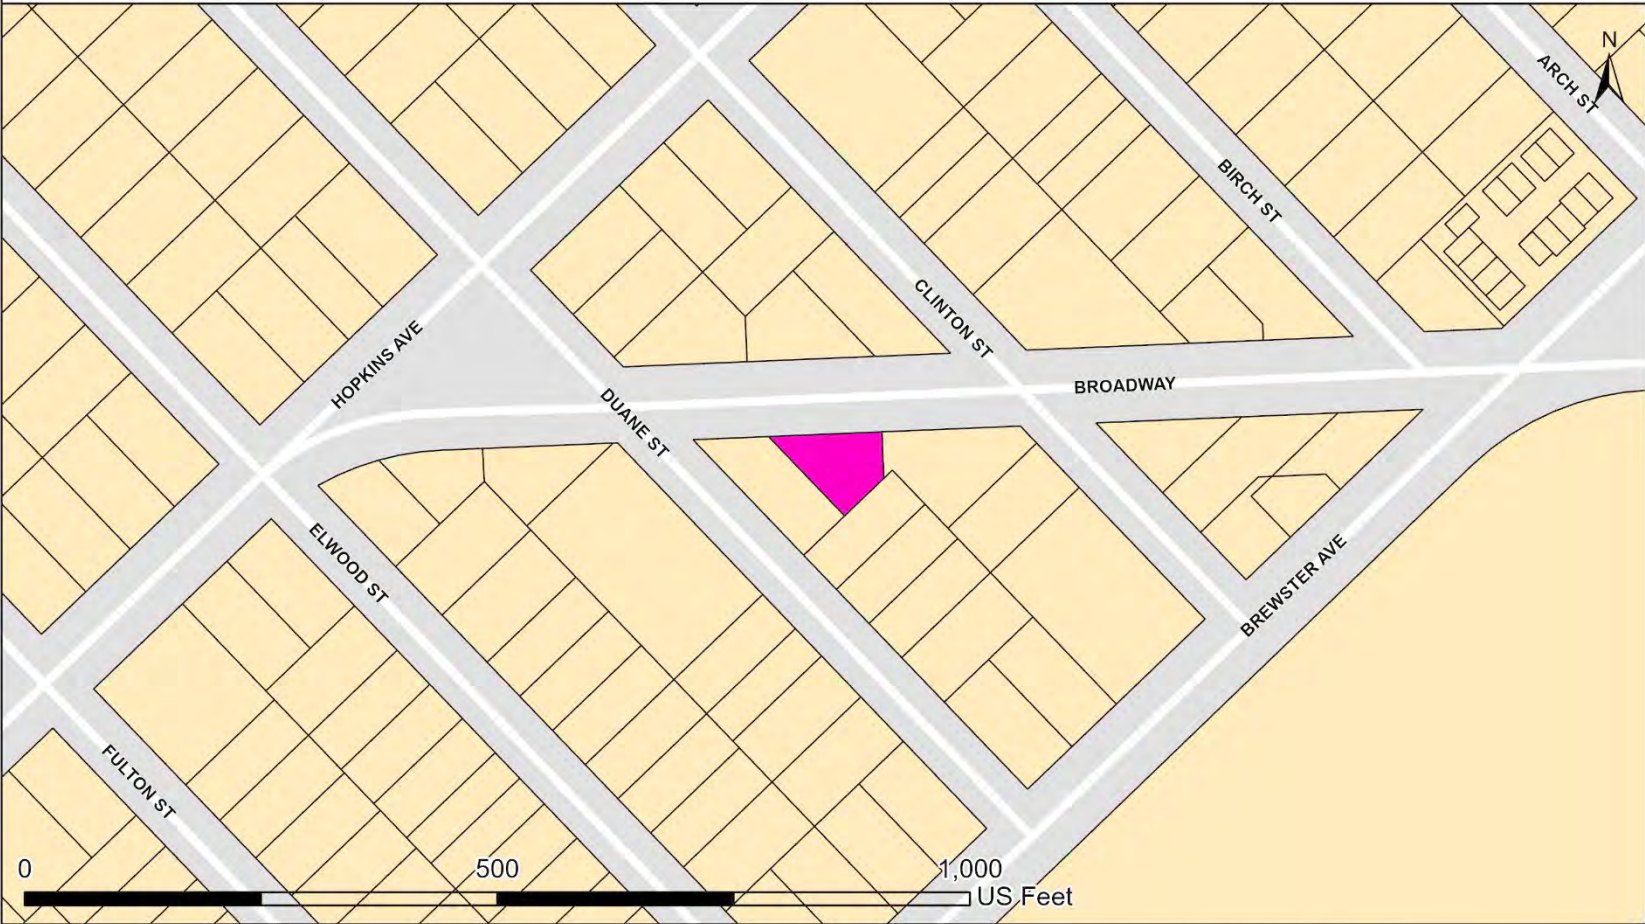 N
ARCH ST
BIRCH ST
CLINTON ST
HOPKINS AVE
BROADWAY
DUANE ST
ELWOOD ST
BREWSTER AVE
FULTON ST
0 500 1,000
US Feet